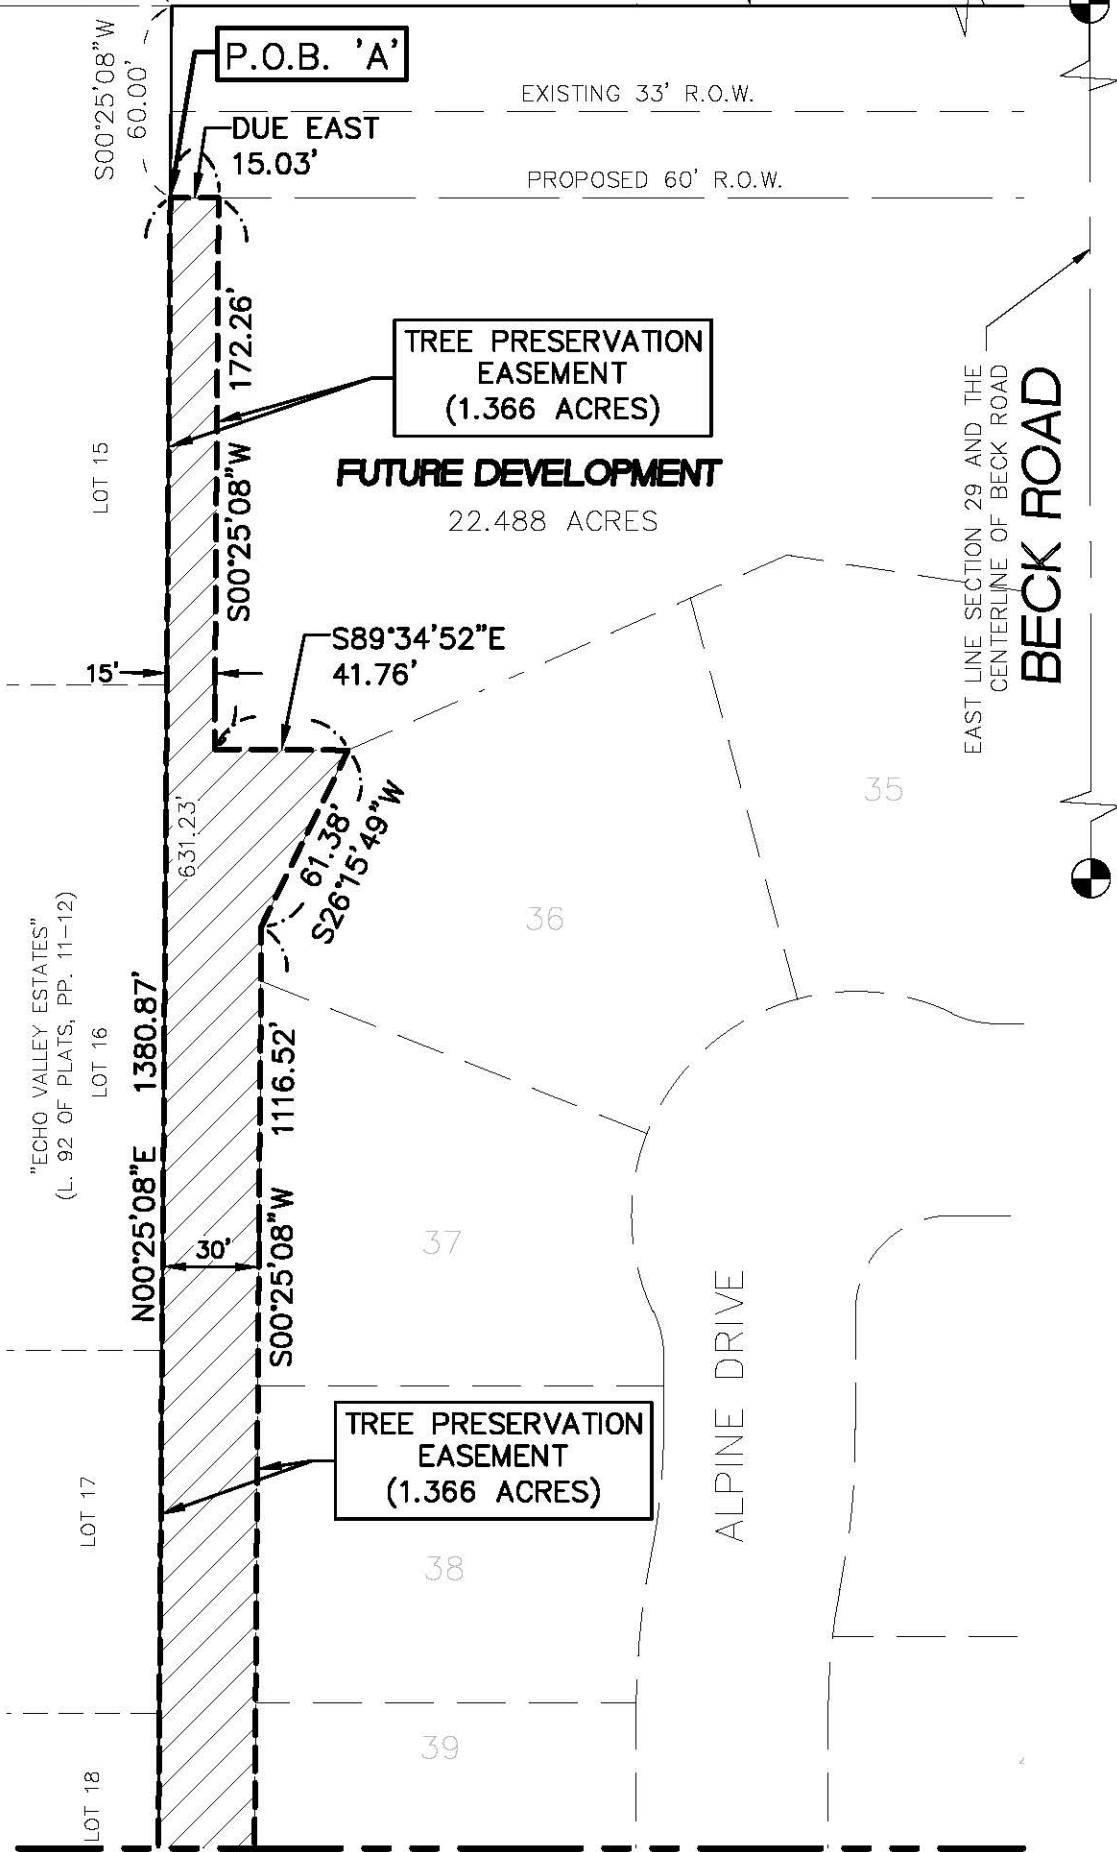 S00°25'08"W
60.00'
P.O.B. 'A'
EXISTING 33' R.O.W.
DUE EAST
15.03'
PROPOSED 60' R.O.W.
172.26'
S00°25'08"W
TREE PRESERVATION
EASEMENT
(1.366 ACRES)
FUTURE DEVELOPMENT
22.488 ACRES
LOT 15
EAST LINE SECTION 29 AND THE
CENTERLINE OF BECK ROAD
BECK ROAD
S89°34'52"E
41.76'
15'
35
631.23'
61.38'
S26°15'49"W
36
"ECHO VALLEY ESTATES"
(L. 92 OF PLATS, PP. 11-12)
LOT 16
N00°25'08"E 1380.87'
1116.52'
S00°25'08"W
30'
37
ALPINE DRIVE
TREE PRESERVATION
EASEMENT
(1.366 ACRES)
LOT 17
38
39
LOT 18